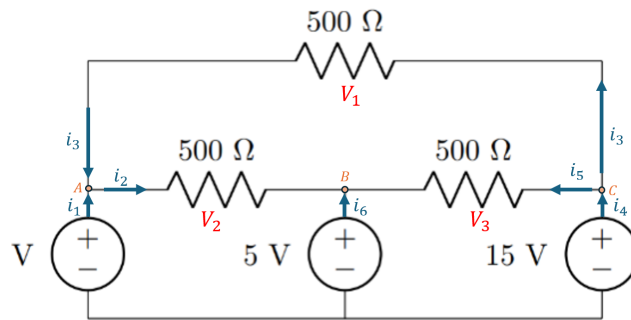 500 Ω
V₁
i₃
i₃
500 Ω
500 Ω
A
i₂
B
i₅
C
i₁
V₂
i₆
V₃
i₄
V
+
−
5 V
+
−
15 V
+
−